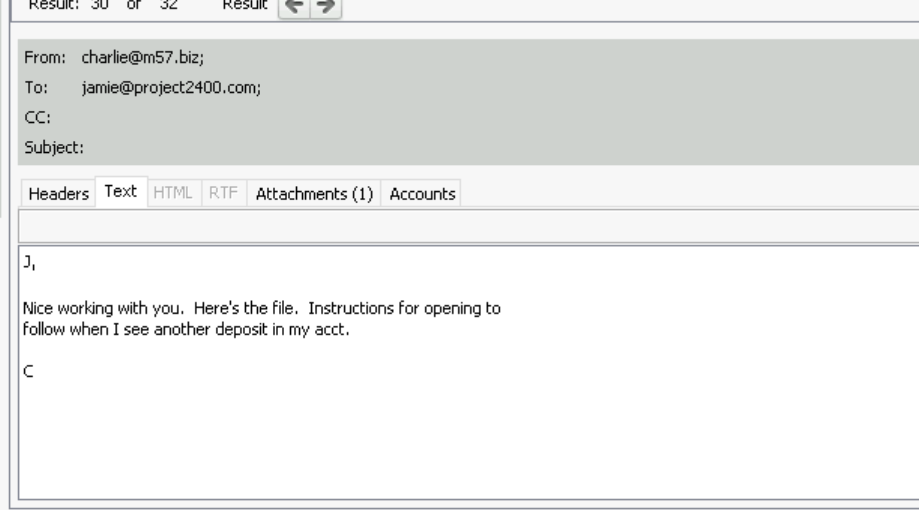 Result: 30 of 32 Result
From: charlie@m57.biz;
To: jamie@project2400.com;
CC:
Subject:
Headers Text HTML RTF Attachments (1) Accounts
J,
Nice working with you. Here's the file. Instructions for opening to
follow when I see another deposit in my acct.
C